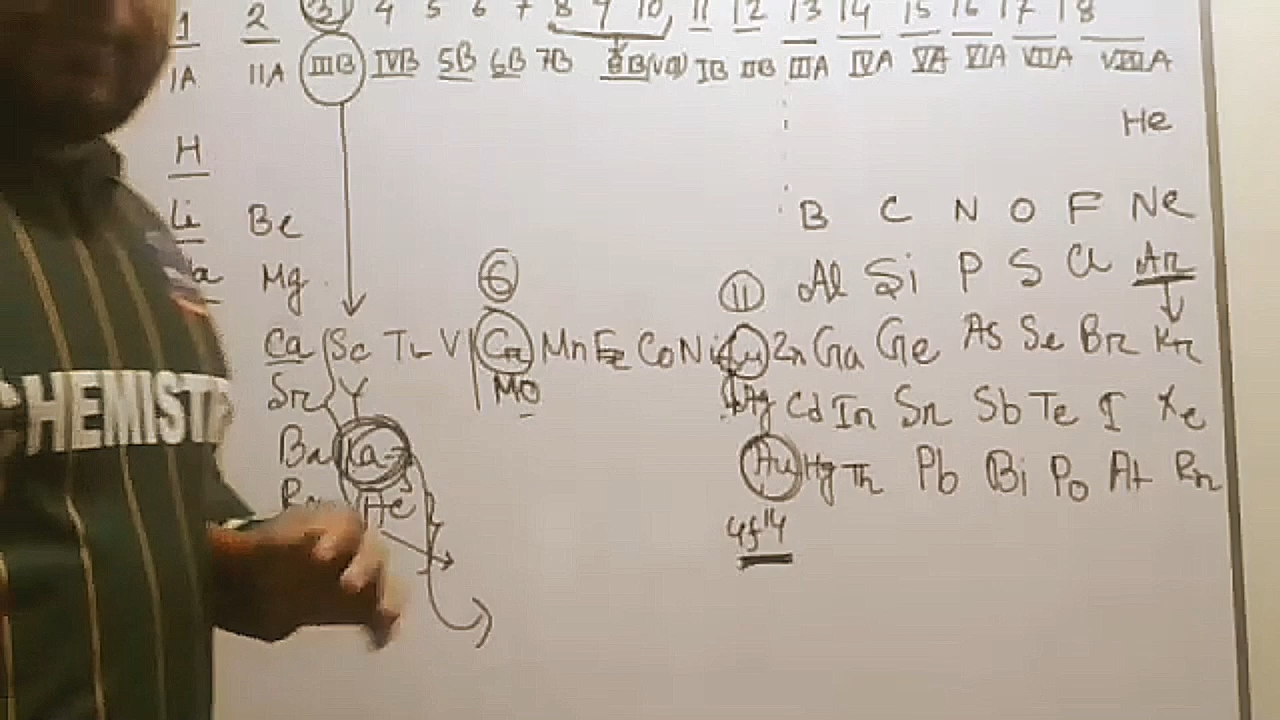 1 2 (3) 4 5 6 7 8 9 10, 11 12 13 14 15 16 17 18
IA IIA IIIB IVB 5B 6B 7B 8B(VIII) IB IIB IIIA IVA VA VIA VIIA VIIIA
He
H
Li Be B C N O F Ne
a Mg Al Si P S Cl Ar
6 11
Ca Sc Ti V Cr Mn Fe Co Ni Cu Zn Ga Ge As Se Br Kr
Mo
Sr Y Ag Cd In Sn Sb Te I Xe
CHEMISTR
Ba La Au Hg Th Pb Bi Po At Rn
Ra Ac
4f14